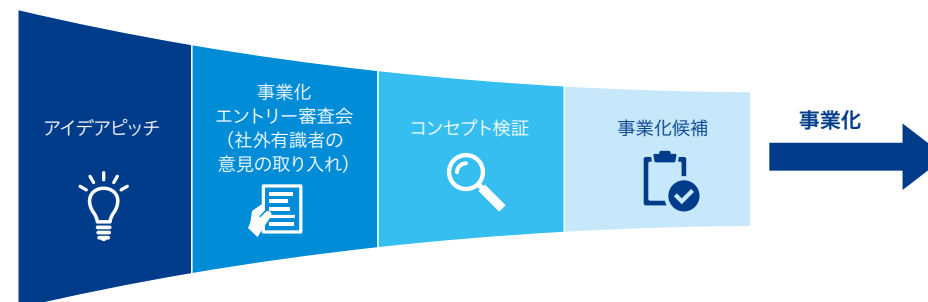 アイデアピッチ
事業化
エントリー審査会
（社外有識者の
意見の取り入れ）
コンセプト検証
事業化候補
事業化